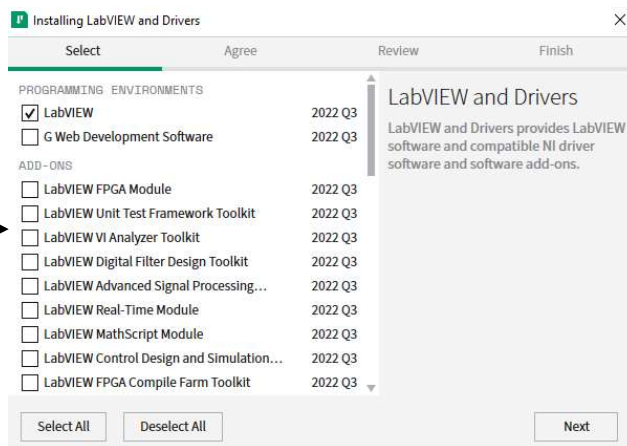 Installing LabVIEW and Drivers
Select Agree Review Finish
PROGRAMMING ENVIRONMENTS
LabVIEW 2022 Q3
G Web Development Software 2022 Q3
ADD-ONS
LabVIEW FPGA Module 2022 Q3
LabVIEW Unit Test Framework Toolkit 2022 Q3
LabVIEW VI Analyzer Toolkit 2022 Q3
LabVIEW Digital Filter Design Toolkit 2022 Q3
LabVIEW Advanced Signal Processing... 2022 Q3
LabVIEW Real-Time Module 2022 Q3
LabVIEW MathScript Module 2022 Q3
LabVIEW Control Design and Simulation... 2022 Q3
LabVIEW FPGA Compile Farm Toolkit 2022 Q3
LabVIEW and Drivers
LabVIEW and Drivers provides LabVIEW
software and compatible NI driver
software and software add-ons.
Select All Deselect All Next